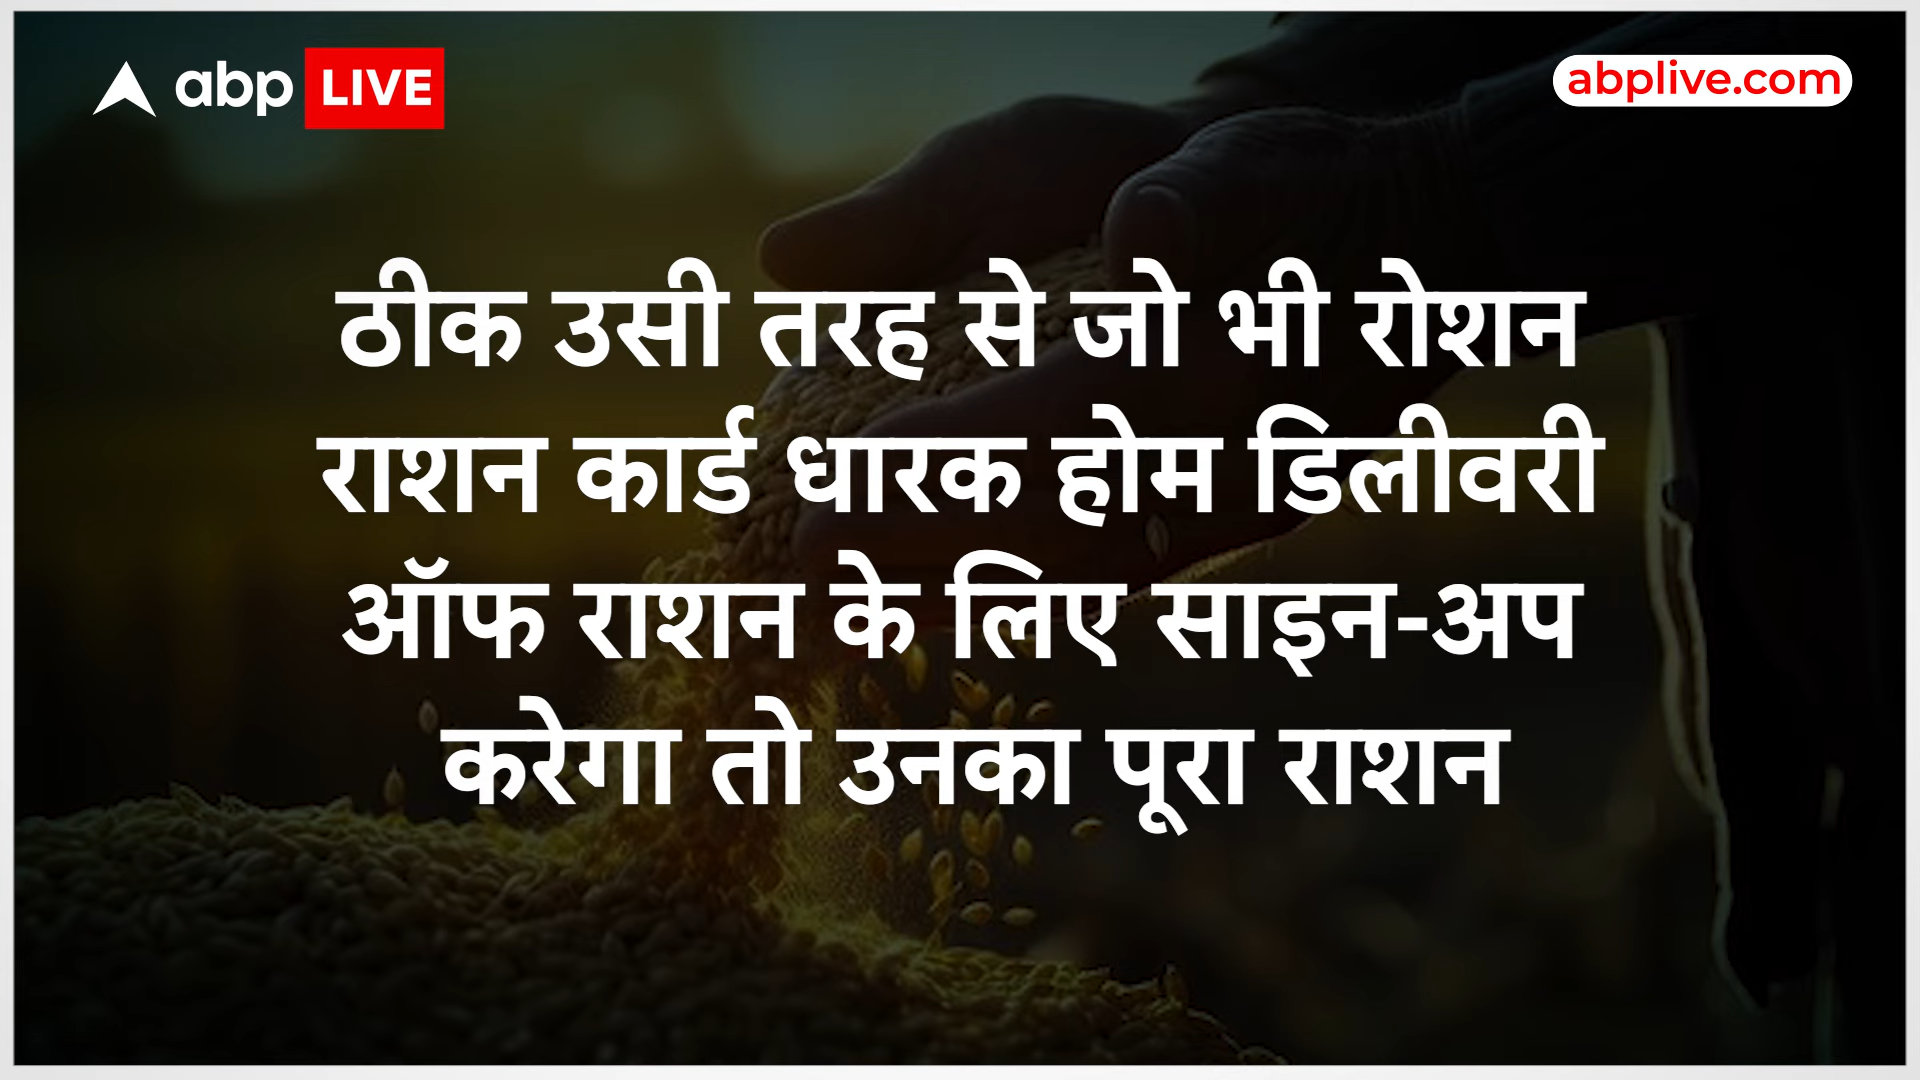 abp LIVE
abplive.com
ठीक उसी तरह से जो भी रोशन
राशन कार्ड धारक होम डिलीवरी
ऑफ राशन के लिए साइन-अप
करेगा तो उनका पूरा राशन